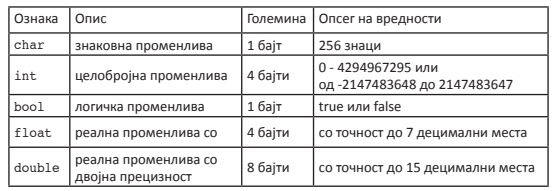 Ознака Опис Големина Опсег на вредности
char знаковна променлива 1 бајт 256 знаци
int целобројна променлива 4 бајти 0 - 4294967295 или
од -2147483648 до 2147483647
bool логичка променлива 1 бајт true или false
float реална променлива со 4 бајти со точност до 7 децимални места
double реална променлива со
двојна прецизност 8 бајти со точност до 15 децимални места